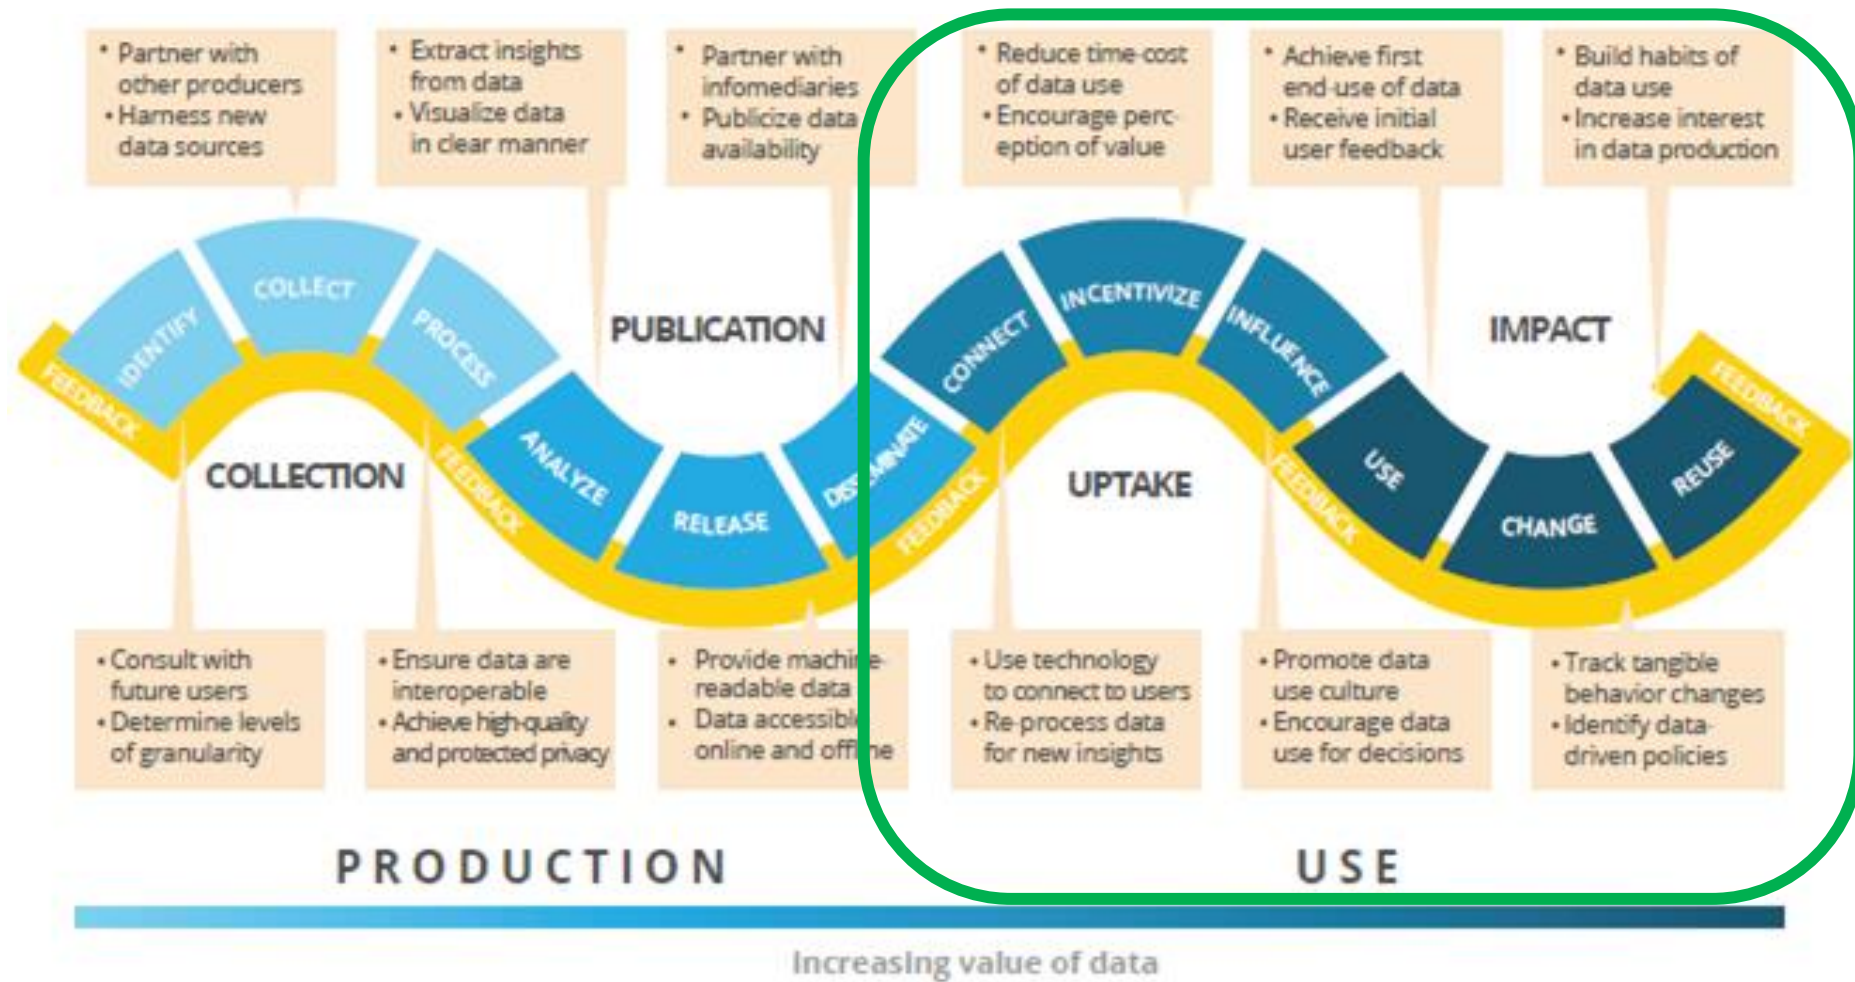 • Partner with
other producers
• Harness new
data sources
• Extract insights
from data
• Visualize data
in clear manner
• Partner with
infomediaries
• Publicize data
availability
• Reduce time-cost
of data use
• Encourage perc-
eption of value
• Achieve first
end-use of data
• Receive initial
user feedback
• Build habits of
data use
• Increase interest
in data production
FEEDBACK
IDENTIFY
COLLECT
PROCESS
COLLECTION
FEEDBACK
ANALYZE
RELEASE
DISSEMINATE
PUBLICATION
FEEDBACK
CONNECT
INCENTIVIZE
INFLUENCE
UPTAKE
FEEDBACK
USE
CHANGE
REUSE
IMPACT
FEEDBACK
• Consult with
future users
• Determine levels
of granularity
• Ensure data are
interoperable
• Achieve high-quality
and protected privacy
• Provide machine-
readable data
• Data accessible
online and offline
• Use technology
to connect to users
• Re-process data
for new insights
• Promote data
use culture
• Encourage data
use for decisions
• Track tangible
behavior changes
• Identify data-
driven policies
PRODUCTION
USE
Increasing value of data